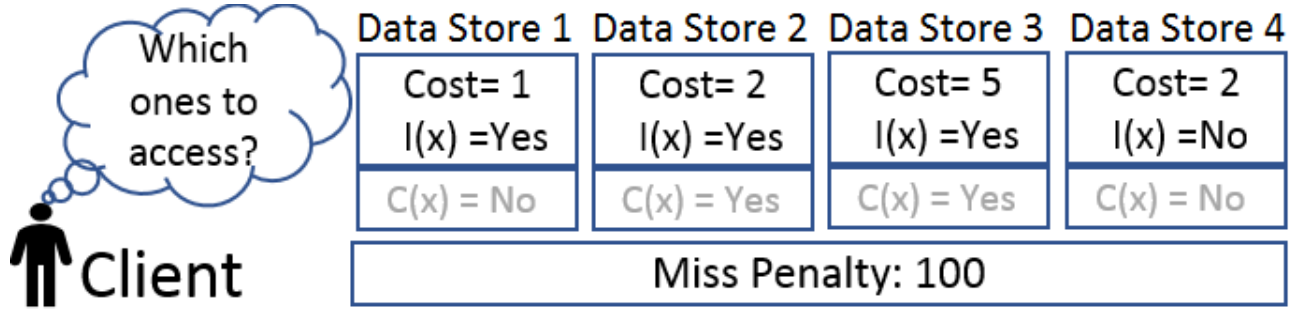 Which
ones to
access?
Client
Data Store 1 Data Store 2 Data Store 3 Data Store 4
Cost= 1 Cost= 2 Cost= 5 Cost= 2
I(x) =Yes I(x) =Yes I(x) =Yes I(x) =No
C(x) = No C(x) = Yes C(x) = Yes C(x) = No
Miss Penalty: 100